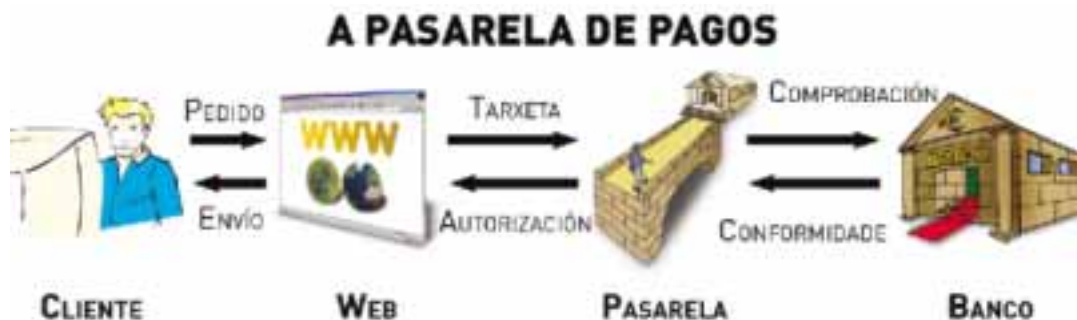 A PASARELA DE PAGOS
PEDIDO
TARXETA
COMPROBACIÓN
WWW
ENVÍO
AUTORIZACIÓN
CONFORMIDADE
CLIENTE
WEB
PASARELA
BANCO